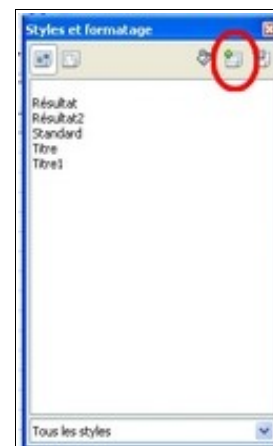 Styles et formatage
Résultat
Résultat2
Standard
Titre
Titre1
Tous les styles